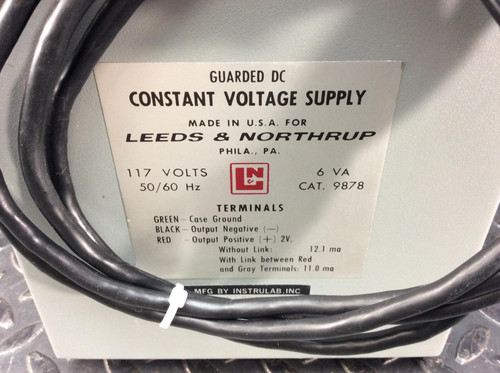 GUARDED DC
CONSTANT VOLTAGE SUPPLY
MADE IN U.S.A. FOR
LEEDS & NORTHRUP
PHILA., PA.
117 VOLTS L&N 6 VA
50/60 Hz CAT. 9878
TERMINALS
GREEN - Case Ground
BLACK - Output Negative (—)
RED - Output Positive (+) 2V.
Without Link: 12.1 ma
With Link between Red
and Gray Terminals: 11.0 ma
MFG BY INSTRULAB, INC